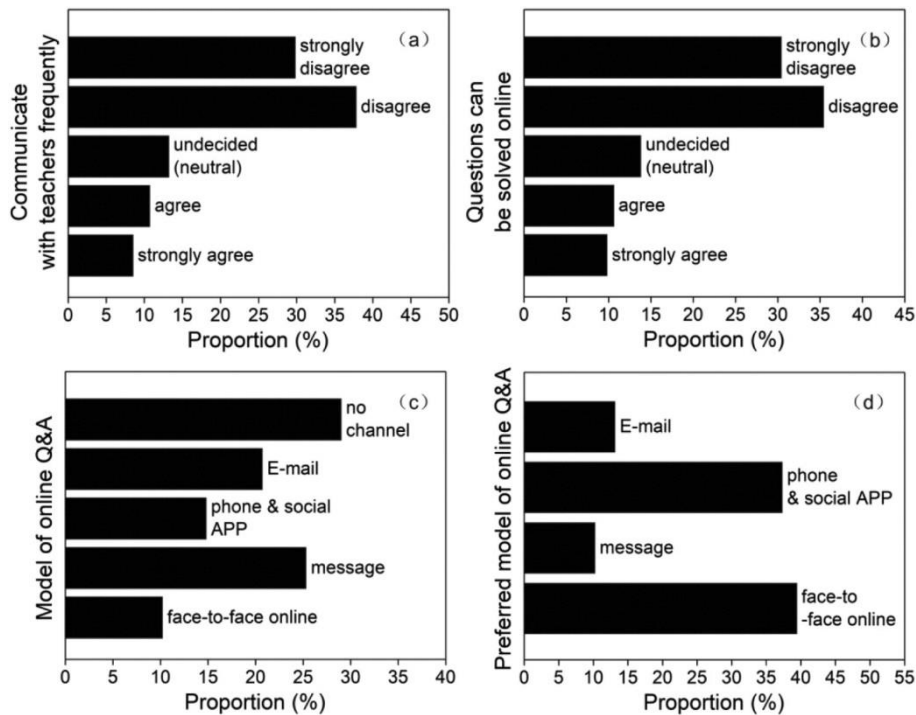 Communicate
with teachers frequently
(a)
strongly
disagree
disagree
undecided
(neutral)
agree
strongly agree
0 5 10 15 20 25 30 35 40 45 50
Proportion (%)
Questions can
be solved online
(b)
strongly
disagree
disagree
undecided
(neutral)
agree
strongly agree
0 5 10 15 20 25 30 35 40 45
Proportion (%)
Model of online Q&A
(c)
no
channel
E-mail
phone & social
APP
message
face-to-face online
0 5 10 15 20 25 30 35 40
Proportion (%)
Preferred model of online Q&A
(d)
E-mail
phone
& social APP
message
face-to
-face online
0 5 10 15 20 25 30 35 40 45 50 55
Proportion (%)